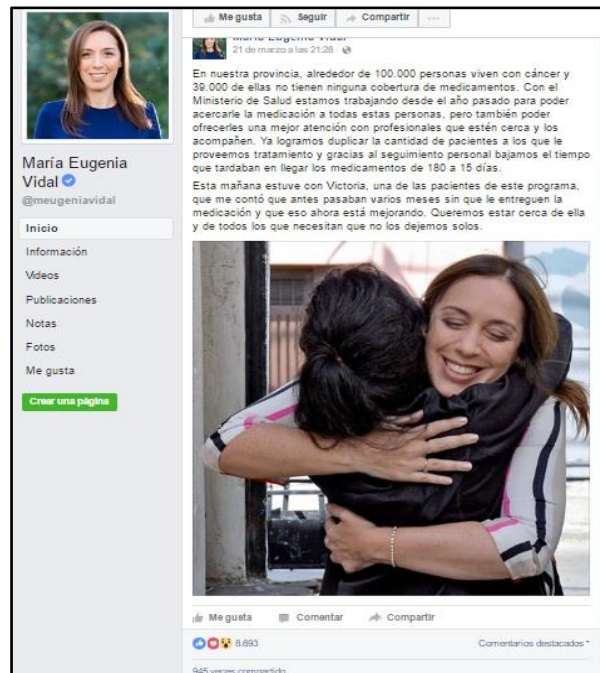 Me gusta
Seguir
Compartir
María Eugenia Vidal
21 de marzo a las 21:28 ·
En nuestra provincia, alrededor de 100.000 personas viven con cáncer y
39.000 de ellas no tienen ninguna cobertura de medicamentos. Con el
Ministerio de Salud estamos trabajando desde el año pasado para poder
acercarle la medicación a todas estas personas, pero también poder
ofrecerles una mejor atención con profesionales que estén cerca y los
acompañen. Ya logramos duplicar la cantidad de pacientes a los que le
proveemos tratamiento y gracias al seguimiento personal bajamos el tiempo
que tardaban en llegar los medicamentos de 180 a 15 días.
Esta mañana estuve con Victoria, una de las pacientes de este programa,
que me contó que antes pasaban varios meses sin que le entreguen la
medicación y que eso ahora está mejorando. Queremos estar cerca de ella
y de todos los que necesitan que no los dejemos solos.
María Eugenia
Vidal
@meugeniavidal
Inicio
Información
Videos
Publicaciones
Notas
Fotos
Me gusta
Crear una página
Me gusta
Comentar
Compartir
8.693
Comentarios destacados
945 veces compartido